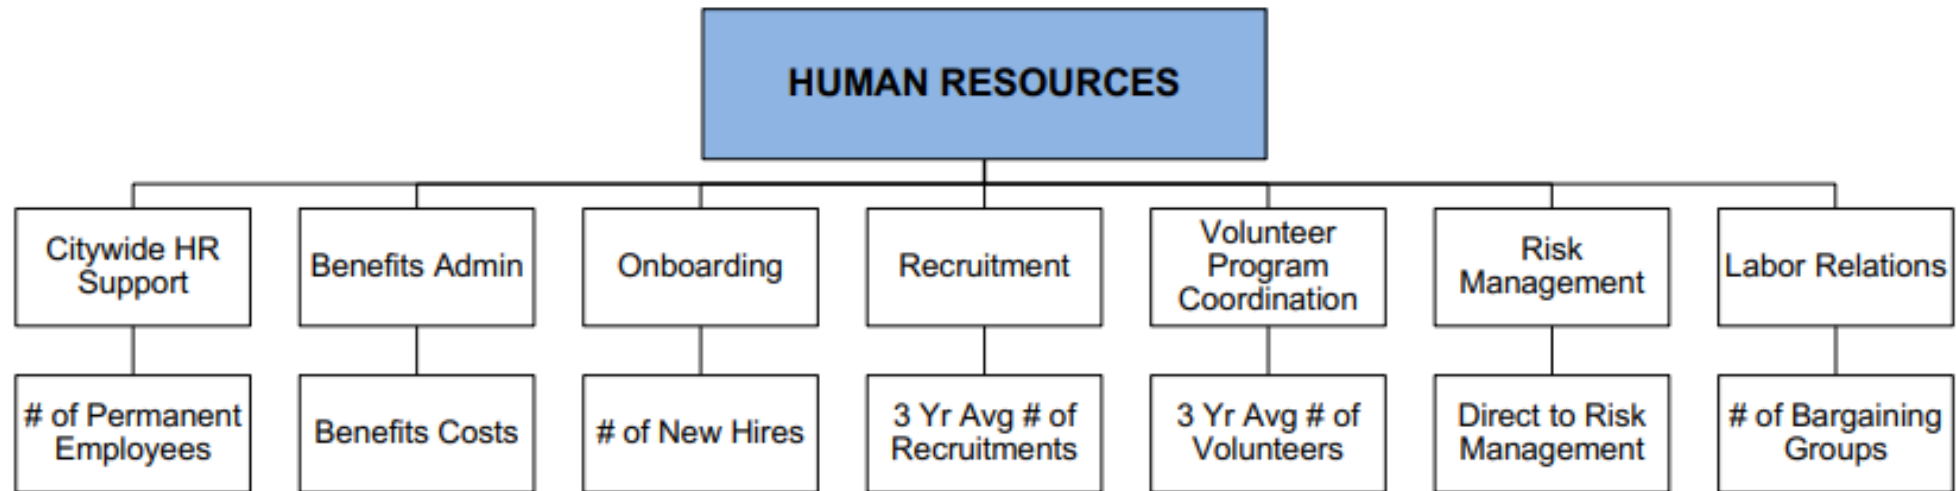 HUMAN RESOURCES
Citywide HR
Support
Benefits Admin
Onboarding
Recruitment
Volunteer
Program
Coordination
Risk
Management
Labor Relations
# of Permanent
Employees
Benefits Costs
# of New Hires
3 Yr Avg # of
Recruitments
3 Yr Avg # of
Volunteers
Direct to Risk
Management
# of Bargaining
Groups